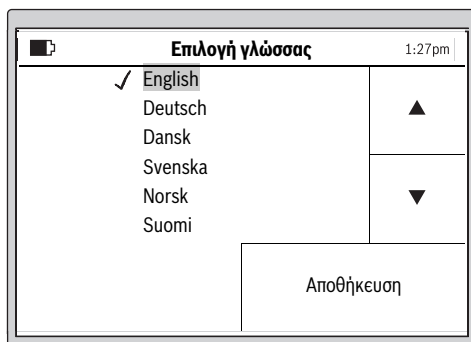 Επιλογή γλώσσας 1:27pm
✓ English
Deutsch
Dansk
Svenska
Norsk
Suomi
Αποθήκευση